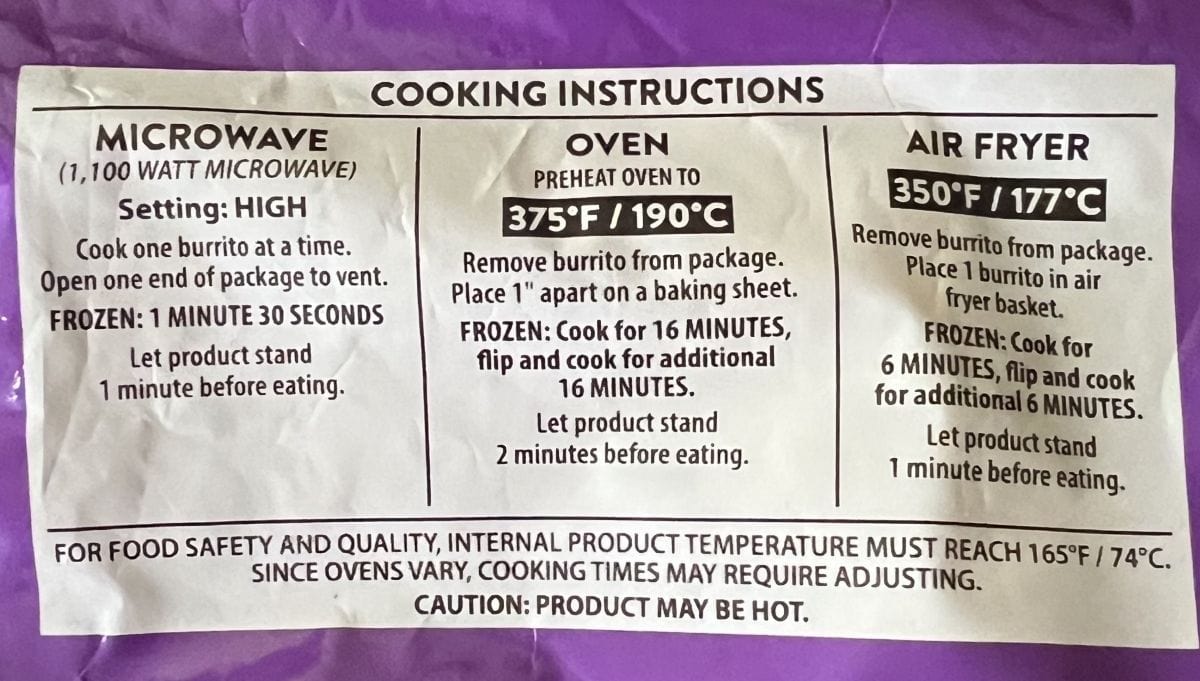 COOKING INSTRUCTIONS
MICROWAVE
(1,100 WATT MICROWAVE)
Setting: HIGH
Cook one burrito at a time.
Open one end of package to vent.
FROZEN: 1 MINUTE 30 SECONDS
Let product stand
1 minute before eating.
OVEN
PREHEAT OVEN TO
375°F / 190°C
Remove burrito from package.
Place 1" apart on a baking sheet.
FROZEN: Cook for 16 MINUTES,
flip and cook for additional
16 MINUTES.
Let product stand
2 minutes before eating.
AIR FRYER
350°F / 177°C
Remove burrito from package.
Place 1 burrito in air
fryer basket.
FROZEN: Cook for
6 MINUTES, flip and cook
for additional 6 MINUTES.
Let product stand
1 minute before eating.
FOR FOOD SAFETY AND QUALITY, INTERNAL PRODUCT TEMPERATURE MUST REACH 165°F / 74°C.
SINCE OVENS VARY, COOKING TIMES MAY REQUIRE ADJUSTING.
CAUTION: PRODUCT MAY BE HOT.